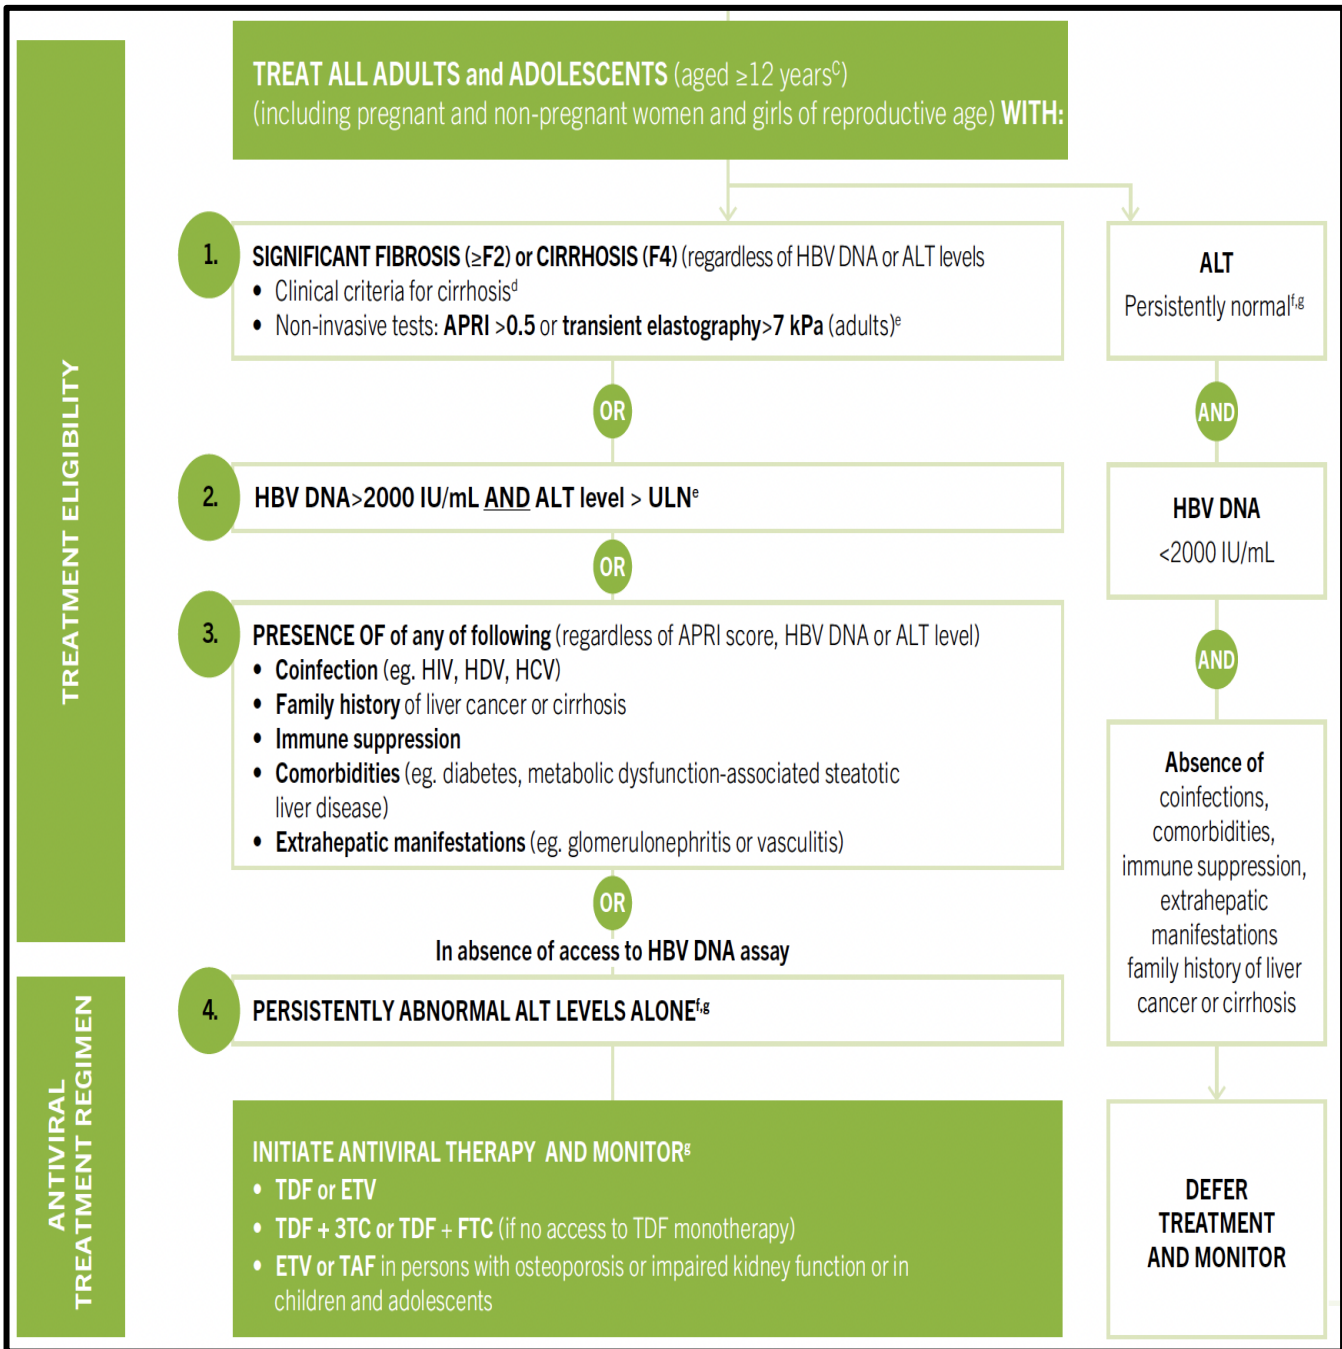 TREATMENT ELIGIBILITY
TREAT ALL ADULTS and ADOLESCENTS (aged ≥12 yearsᶜ)
(including pregnant and non-pregnant women and girls of reproductive age) WITH:
1.
SIGNIFICANT FIBROSIS (≥F2) or CIRRHOSIS (F4) (regardless of HBV DNA or ALT levels
• Clinical criteria for cirrhosisᵈ
• Non-invasive tests: APRI >0.5 or transient elastography>7 kPa (adults)ᵉ
OR
2.
HBV DNA>2000 IU/mL AND ALT level > ULNᵉ
OR
3.
PRESENCE OF of any of following (regardless of APRI score, HBV DNA or ALT level)
• Coinfection (eg. HIV, HDV, HCV)
• Family history of liver cancer or cirrhosis
• Immune suppression
• Comorbidities (eg. diabetes, metabolic dysfunction-associated steatotic
liver disease)
• Extrahepatic manifestations (eg. glomerulonephritis or vasculitis)
OR
In absence of access to HBV DNA assay
4.
PERSISTENTLY ABNORMAL ALT LEVELS ALONEᶠ,ᵍ
ALT
Persistently normalᶠ,ᵍ
AND
HBV DNA
<2000 IU/mL
AND
Absence of
coinfections,
comorbidities,
immune suppression,
extrahepatic
manifestations
family history of liver
cancer or cirrhosis
ANTIVIRAL
TREATMENT REGIMEN
INITIATE ANTIVIRAL THERAPY AND MONITORᵍ
• TDF or ETV
• TDF + 3TC or TDF + FTC (if no access to TDF monotherapy)
• ETV or TAF in persons with osteoporosis or impaired kidney function or in
children and adolescents
DEFER
TREATMENT
AND MONITOR